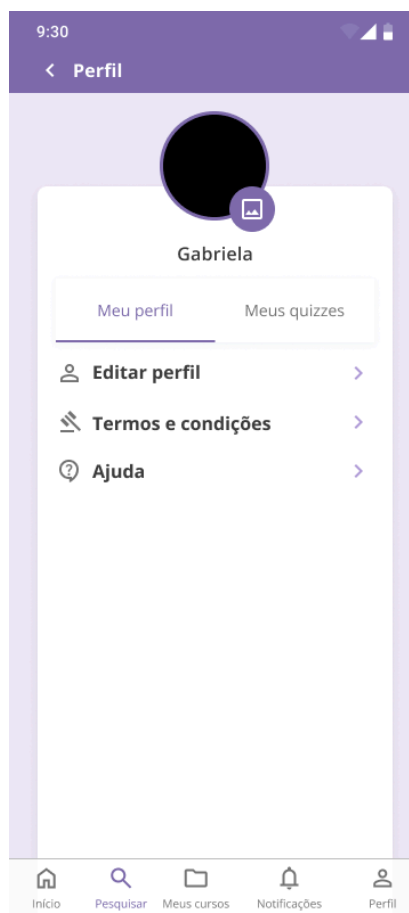 9:30
Perfil
Gabriela
Meu perfil Meus quizzes
Editar perfil
Termos e condições
Ajuda
Início Pesquisar Meus cursos Notificações Perfil